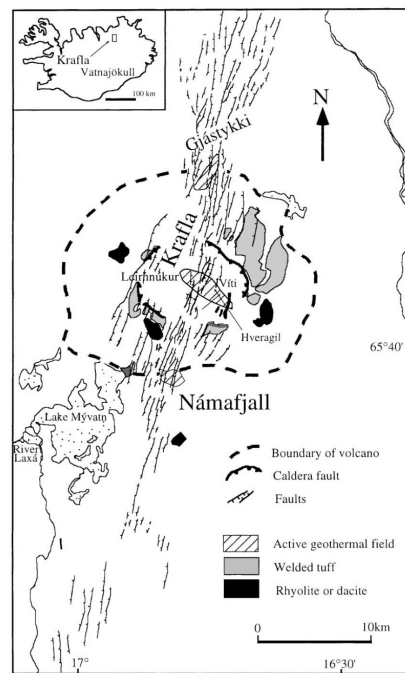 Krafla
Vatnajökull
100 km
N
Gjástykki
Krafla
Leirhnúkur
Víti
Hveragil
65°40'
Námafjall
Lake Mývatn
River
Laxá
Boundary of volcano
Caldera fault
Faults
Active geothermal field
Welded tuff
Rhyolite or dacite
0
10km
17°
16°30'